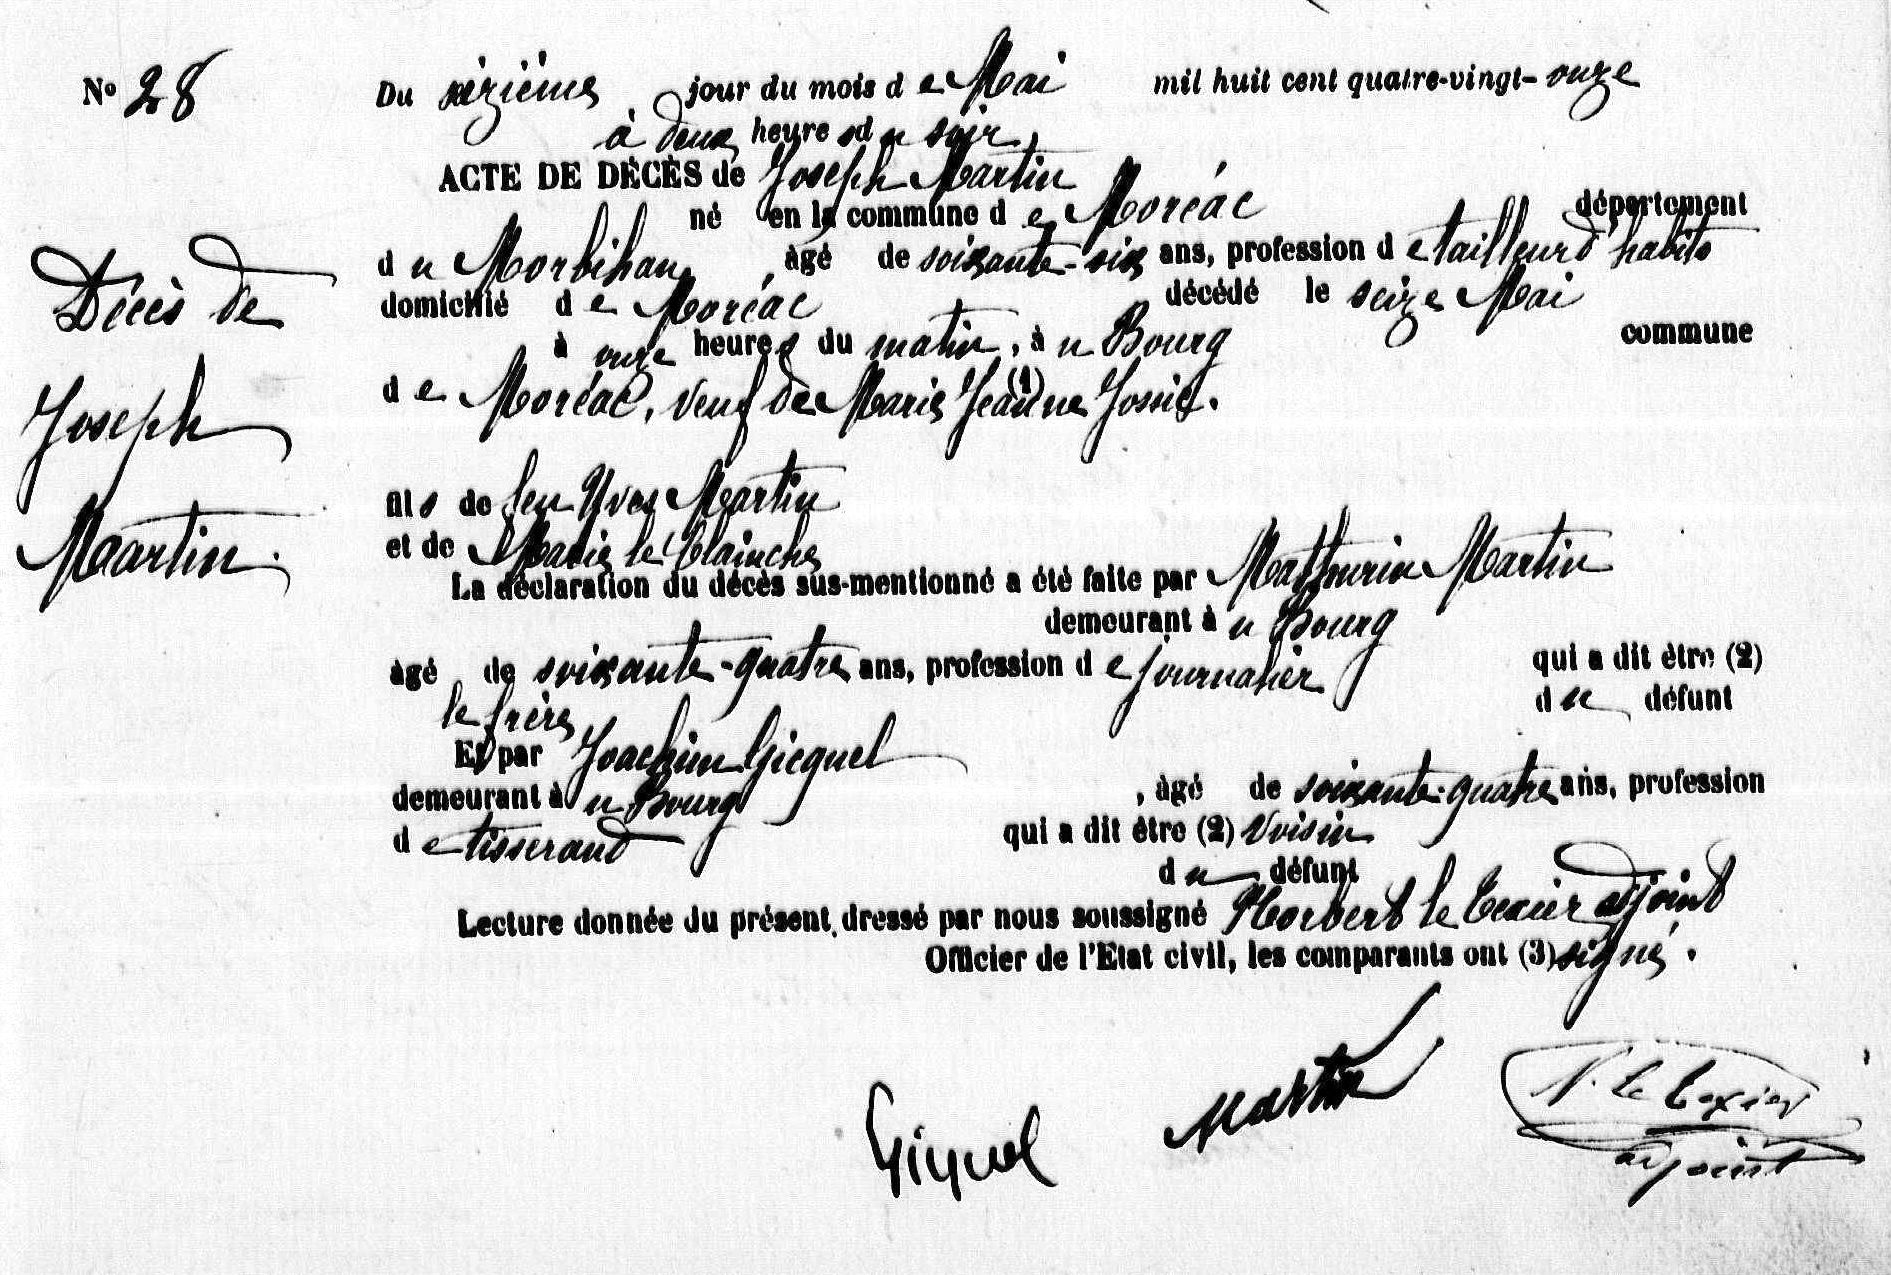 N° 28
Du seizième jour du mois de Mai mil huit cent quatre-vingt-onze
à deux heures du soir,
ACTE DE DÉCÈS de Joseph Martin
né en la commune de Moréac département
du Morbihan, âgé de soixante-six ans, profession de tailleur d'habits
domicilié de Moréac décédé le seize Mai
à onze heures du matin, au Bourg commune
de Moréac, veuf de Marie Jeanne Jossic. (1)
Décès de
Joseph
Martin.
fils de feu Yves Martin
et de Marie le Clainche
La déclaration du décès sus-mentionné a été faite par Mathurin Martin
demeurant à u Bourg
âgé de soixante-quatre ans, profession de journalier qui a dit être (2)
le frère du défunt
Et par Joachim Gicquel
demeurant à u Bourg, âgé de soixante-quatre ans, profession
de tisserand qui a dit être (2) voisin
du défunt
Lecture donnée du présent, dressé par nous soussigné Norbert le Texier adjoint
Officier de l'Etat civil, les comparants ont (3) signé.
Gicquel Martin N. Le Texier
adjoint